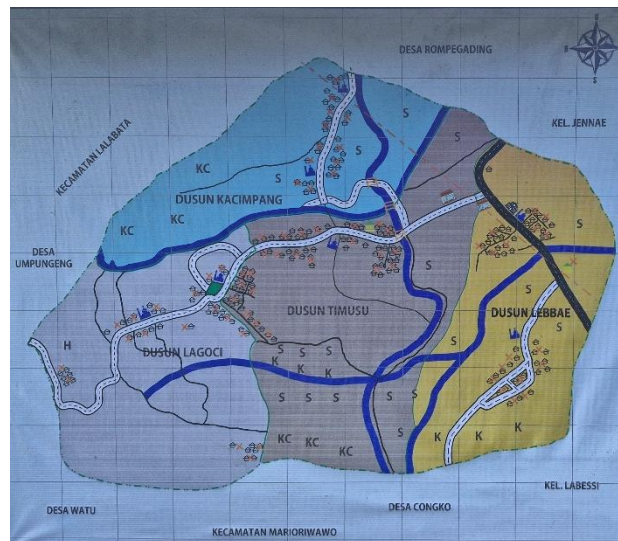 DESA ROMPEGADING
KECAMATAN LALABATA
KEL. JENNAE
S
S
S
KC
S
S
DUSUN KACIMPANG
KC
KC
S
DESA
UMPUNGENG
S
S
DUSUN TIMUSU
DUSUN LEBBAE
H
DUSUN LAGOCI
S
S S S
K K K
S S S S
S S
KC KC KC
S
K K K
KEL. LABESSI
DESA WATU
DESA CONGKO
KECAMATAN MARIORIWAWO